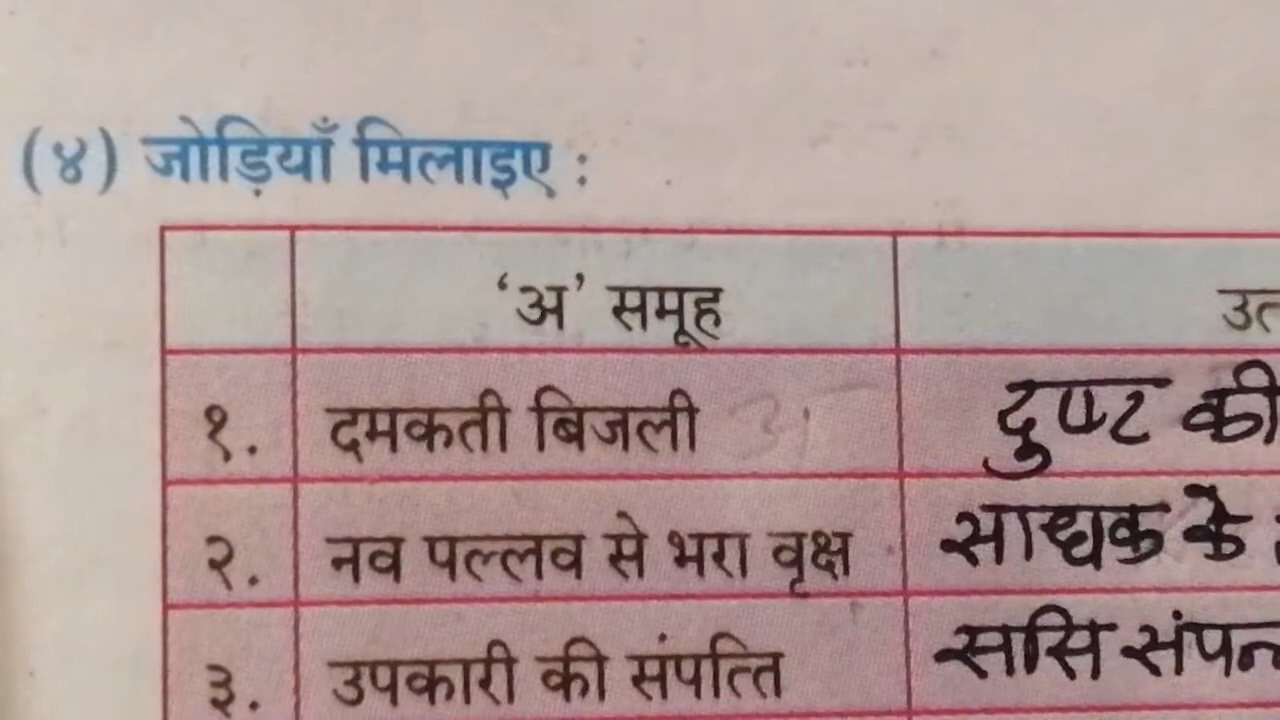 (४) जोड़ियाँ मिलाइए :
‘अ’ समूह
१. दमकती बिजली दुष्ट की
२. नव पल्लव से भरा वृक्ष साधक के
३. उपकारी की संपत्ति ससि संपन्